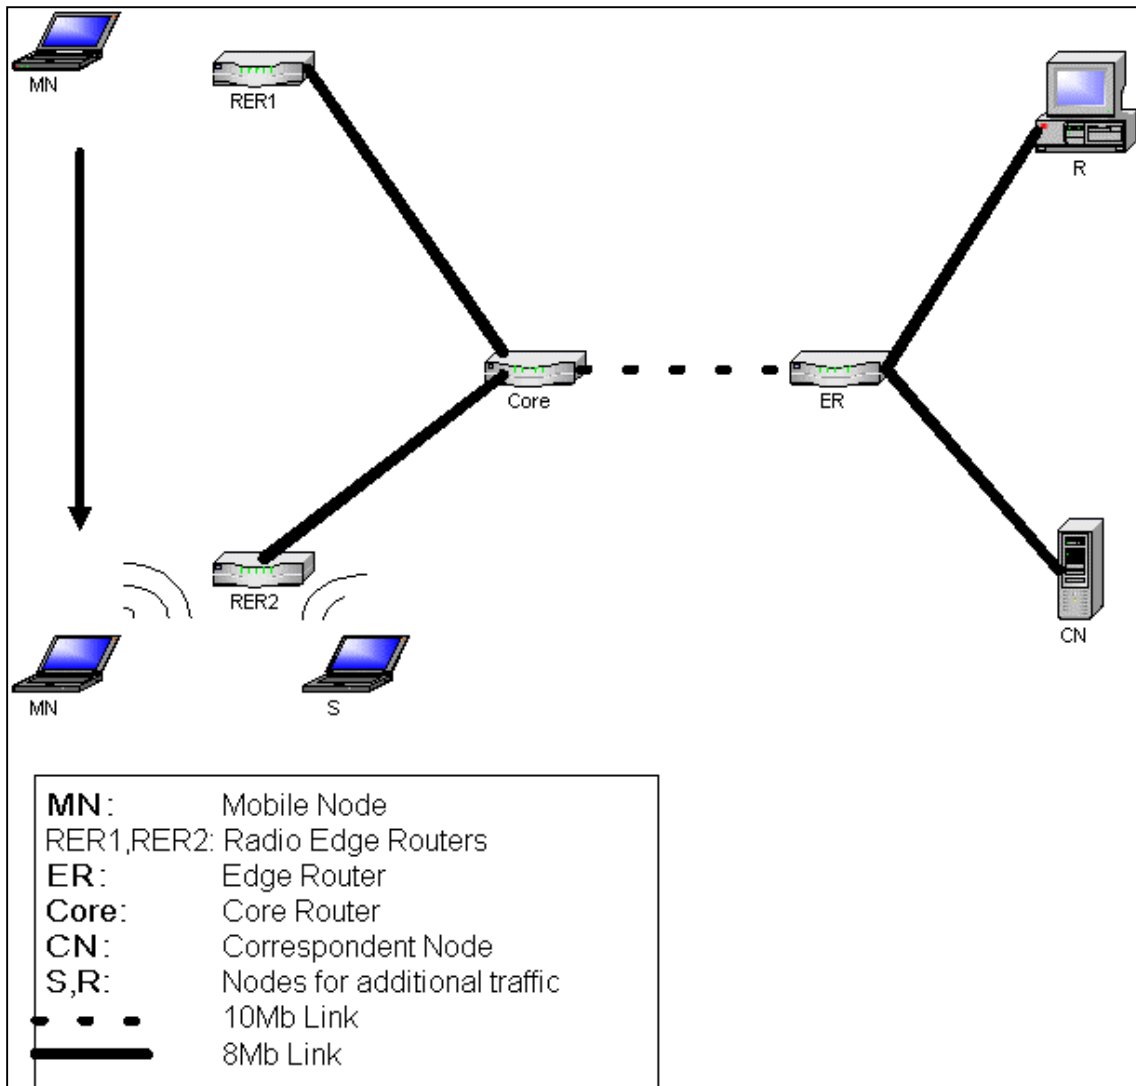 MN
RER1
R
Core
ER
RER2
CN
MN
S
MN: Mobile Node
RER1,RER2: Radio Edge Routers
ER: Edge Router
Core: Core Router
CN: Correspondent Node
S,R: Nodes for additional traffic
10Mb Link
8Mb Link